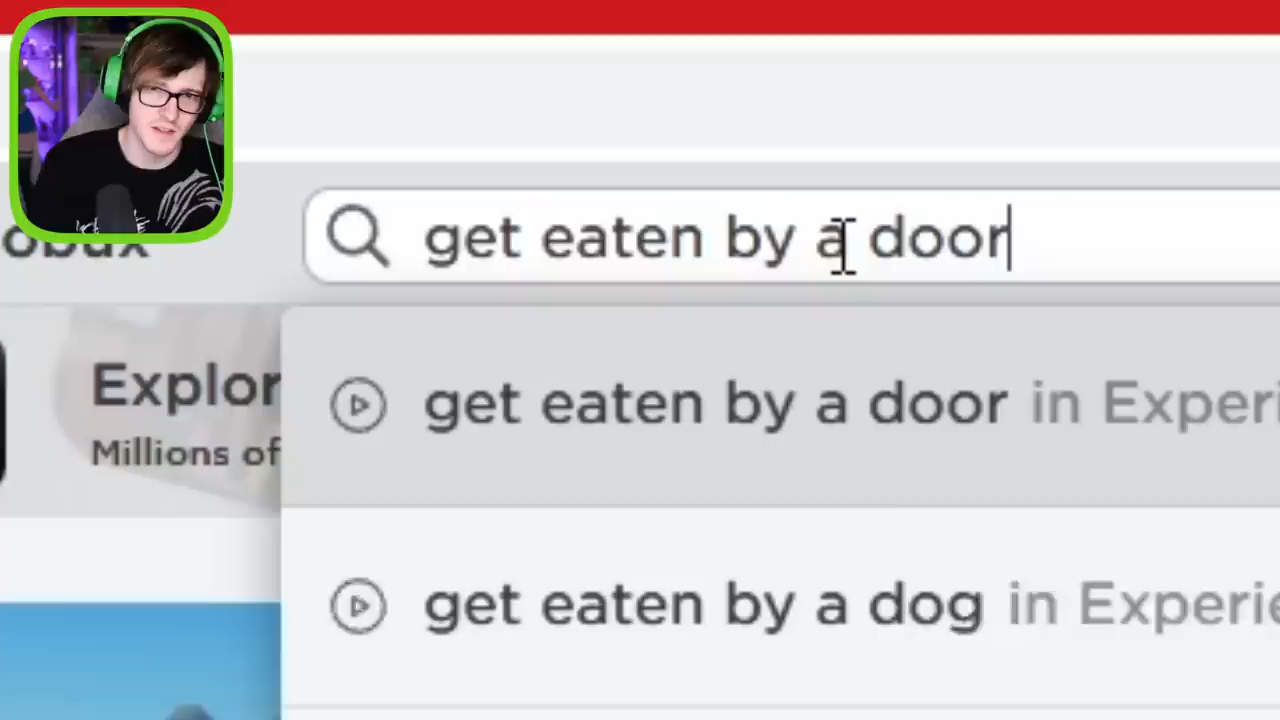 get eaten by a door
obux
Explor
Millions of
get eaten by a door in Experi
get eaten by a dog in Experie